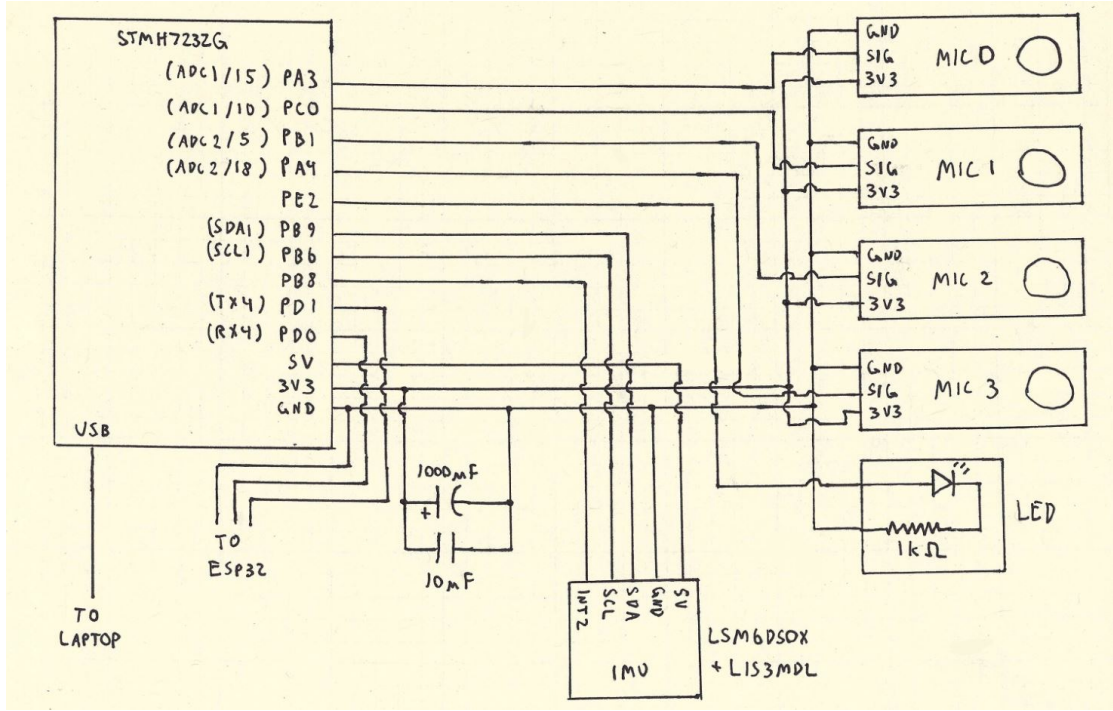 STMH723ZG
(ADC1/15) PA3
(ADC1/10) PC0
(ADC2/5) PB1
(ADC2/18) PA4
PE2
(SDA1) PB9
(SCL1) PB6
PB8
(TX4) PD1
(RX4) PD0
5V
3V3
GND
USB
TO
LAPTOP
TO
ESP32
1000µF
+
10µF
INT2
SCL
SDA
GND
5V
IMU
LSM6DSOX
+ LIS3MDL
GND
SIG
3V3
MIC 0
GND
SIG
3V3
MIC 1
GND
SIG
3V3
MIC 2
GND
SIG
3V3
MIC 3
LED
1kΩ